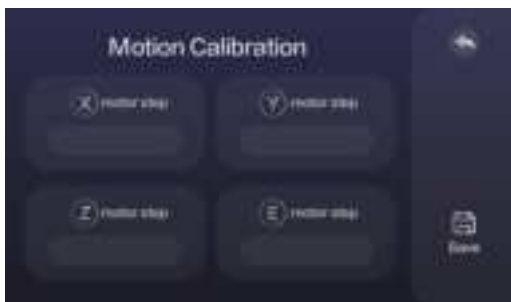 Motion Calibration
X motor step
Y motor step
Z motor step
E motor step
Save